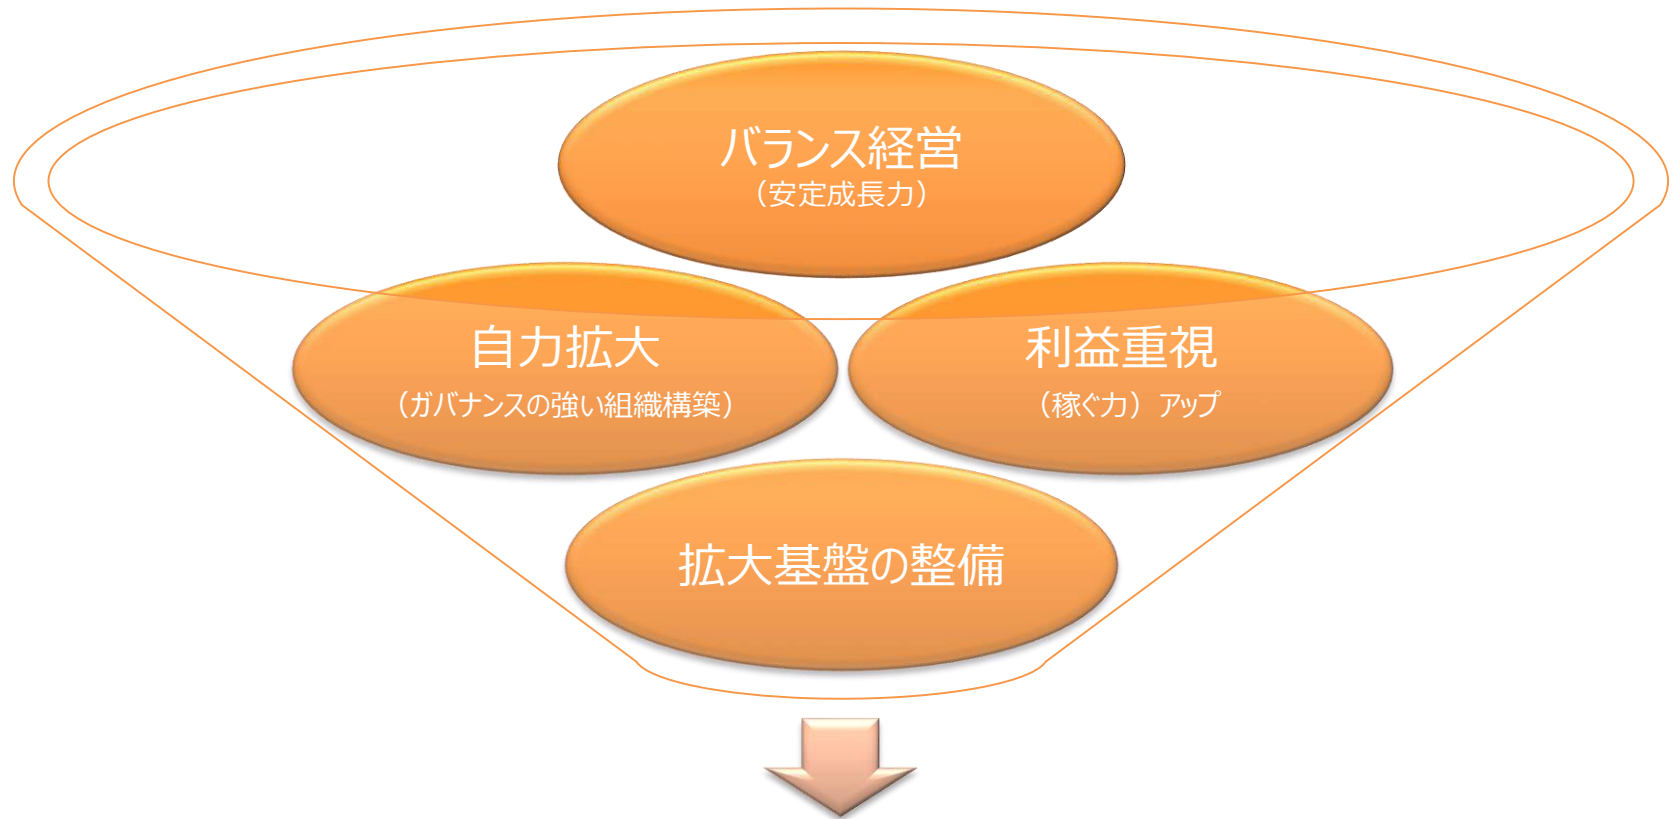 バランス経営
（安定成長力）
自力拡大
（ガバナンスの強い組織構築）
利益重視
（稼ぐ力）アップ
拡大基盤の整備